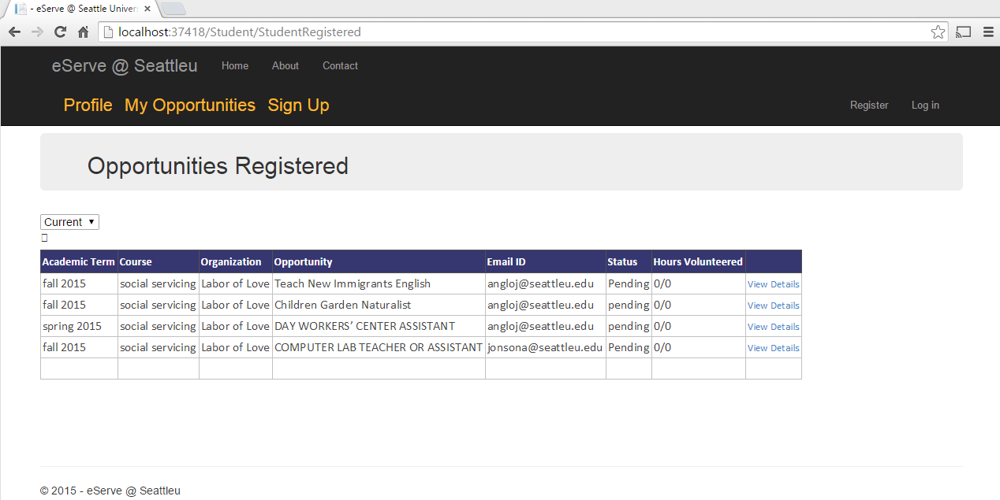 - eServe @ Seattle Univer
localhost:37418/Student/StudentRegistered
eServe @ Seattleu Home About Contact
Profile My Opportunities Sign Up Register Log in
Opportunities Registered
Current
Academic Term Course Organization Opportunity Email ID Status Hours Volunteered
fall 2015 social servicing Labor of Love Teach New Immigrants English angloj@seattleu.edu Pending 0/0 View Details
fall 2015 social servicing Labor of Love Children Garden Naturalist angloj@seattleu.edu pending 0/0 View Details
spring 2015 social servicing Labor of Love DAY WORKERS’ CENTER ASSISTANT angloj@seattleu.edu pending 0/0 View Details
fall 2015 social servicing Labor of Love COMPUTER LAB TEACHER OR ASSISTANT jonsona@seattleu.edu Pending 0/0 View Details
© 2015 - eServe @ Seattleu